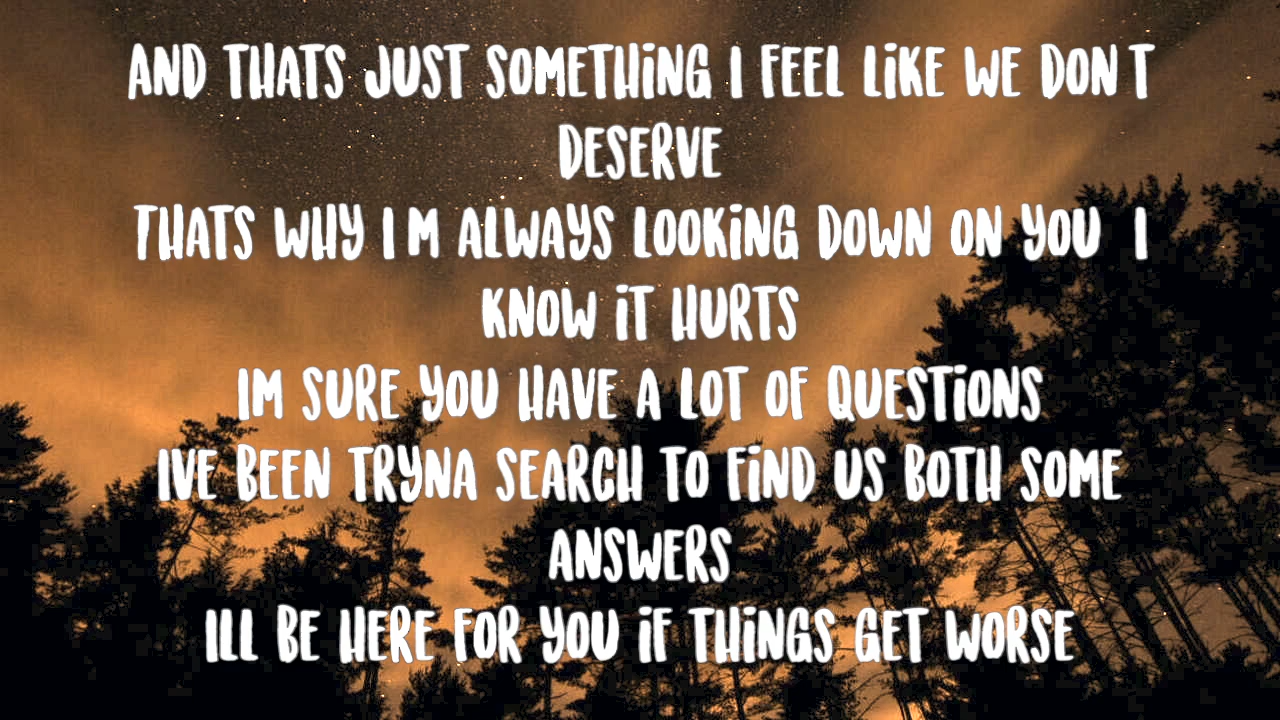 AND THATS JUST SOMETHING I FEEL LIKE WE DON T
DESERVE
THATS WHY I M ALWAYS LOOKING DOWN ON YOU  I
KNOW IT HURTS
IM SURE YOU HAVE A LOT OF QUESTIONS
IVE BEEN TRYNA SEARCH TO FIND US BOTH SOME
ANSWERS
ILL BE HERE FOR YOU IF THINGS GET WORSE